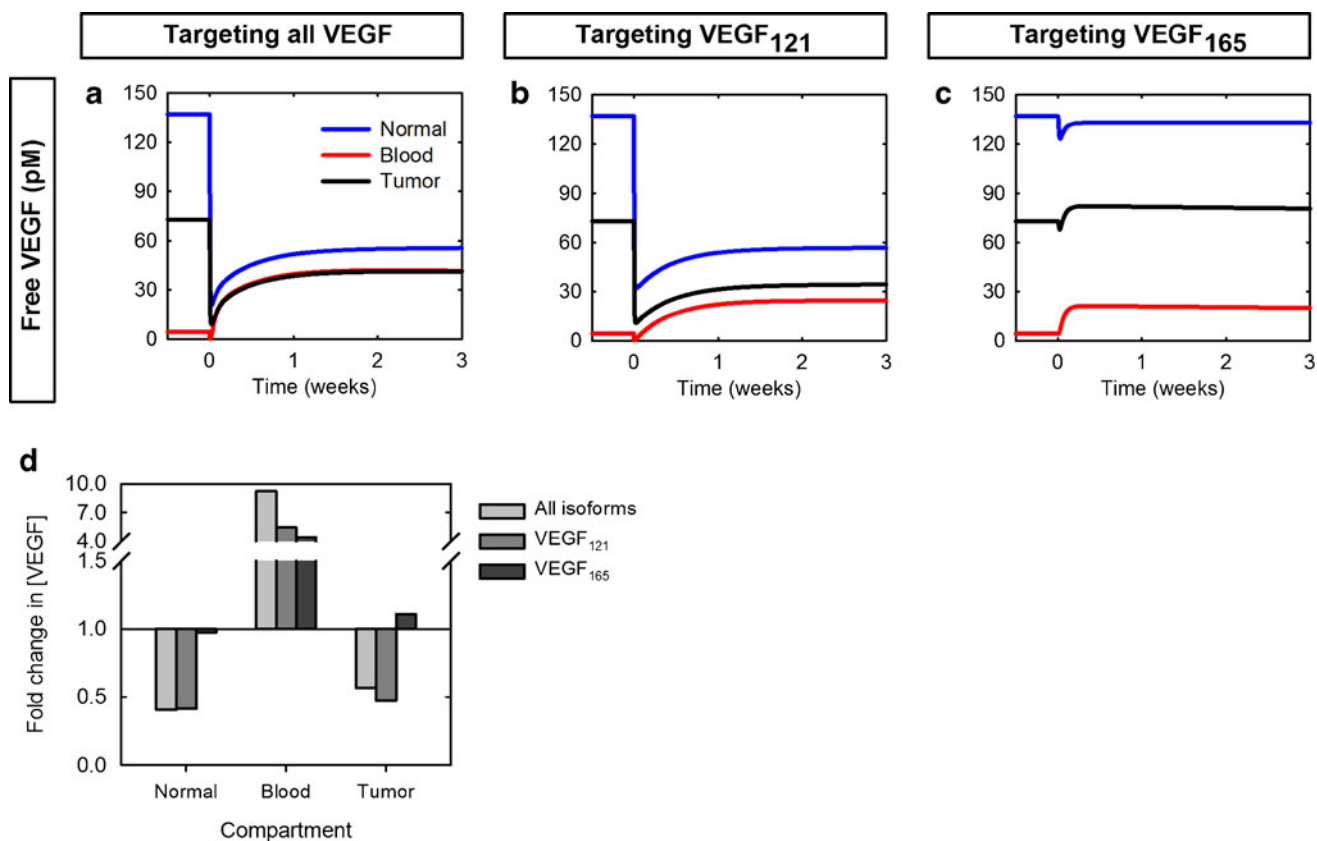 Targeting all VEGF
Targeting VEGF121
Targeting VEGF165
Free VEGF (pM)
a
150
120
90
60
30
0
Normal
Blood
Tumor
0 1 2 3
Time (weeks)
b
150
120
90
60
30
0
0 1 2 3
Time (weeks)
c
150
120
90
60
30
0
0 1 2 3
Time (weeks)
d
Fold change in [VEGF]
10.0
7.0
4.0
1.5
1.0
0.5
0.0
Normal Blood Tumor
Compartment
All isoforms
VEGF121
VEGF165